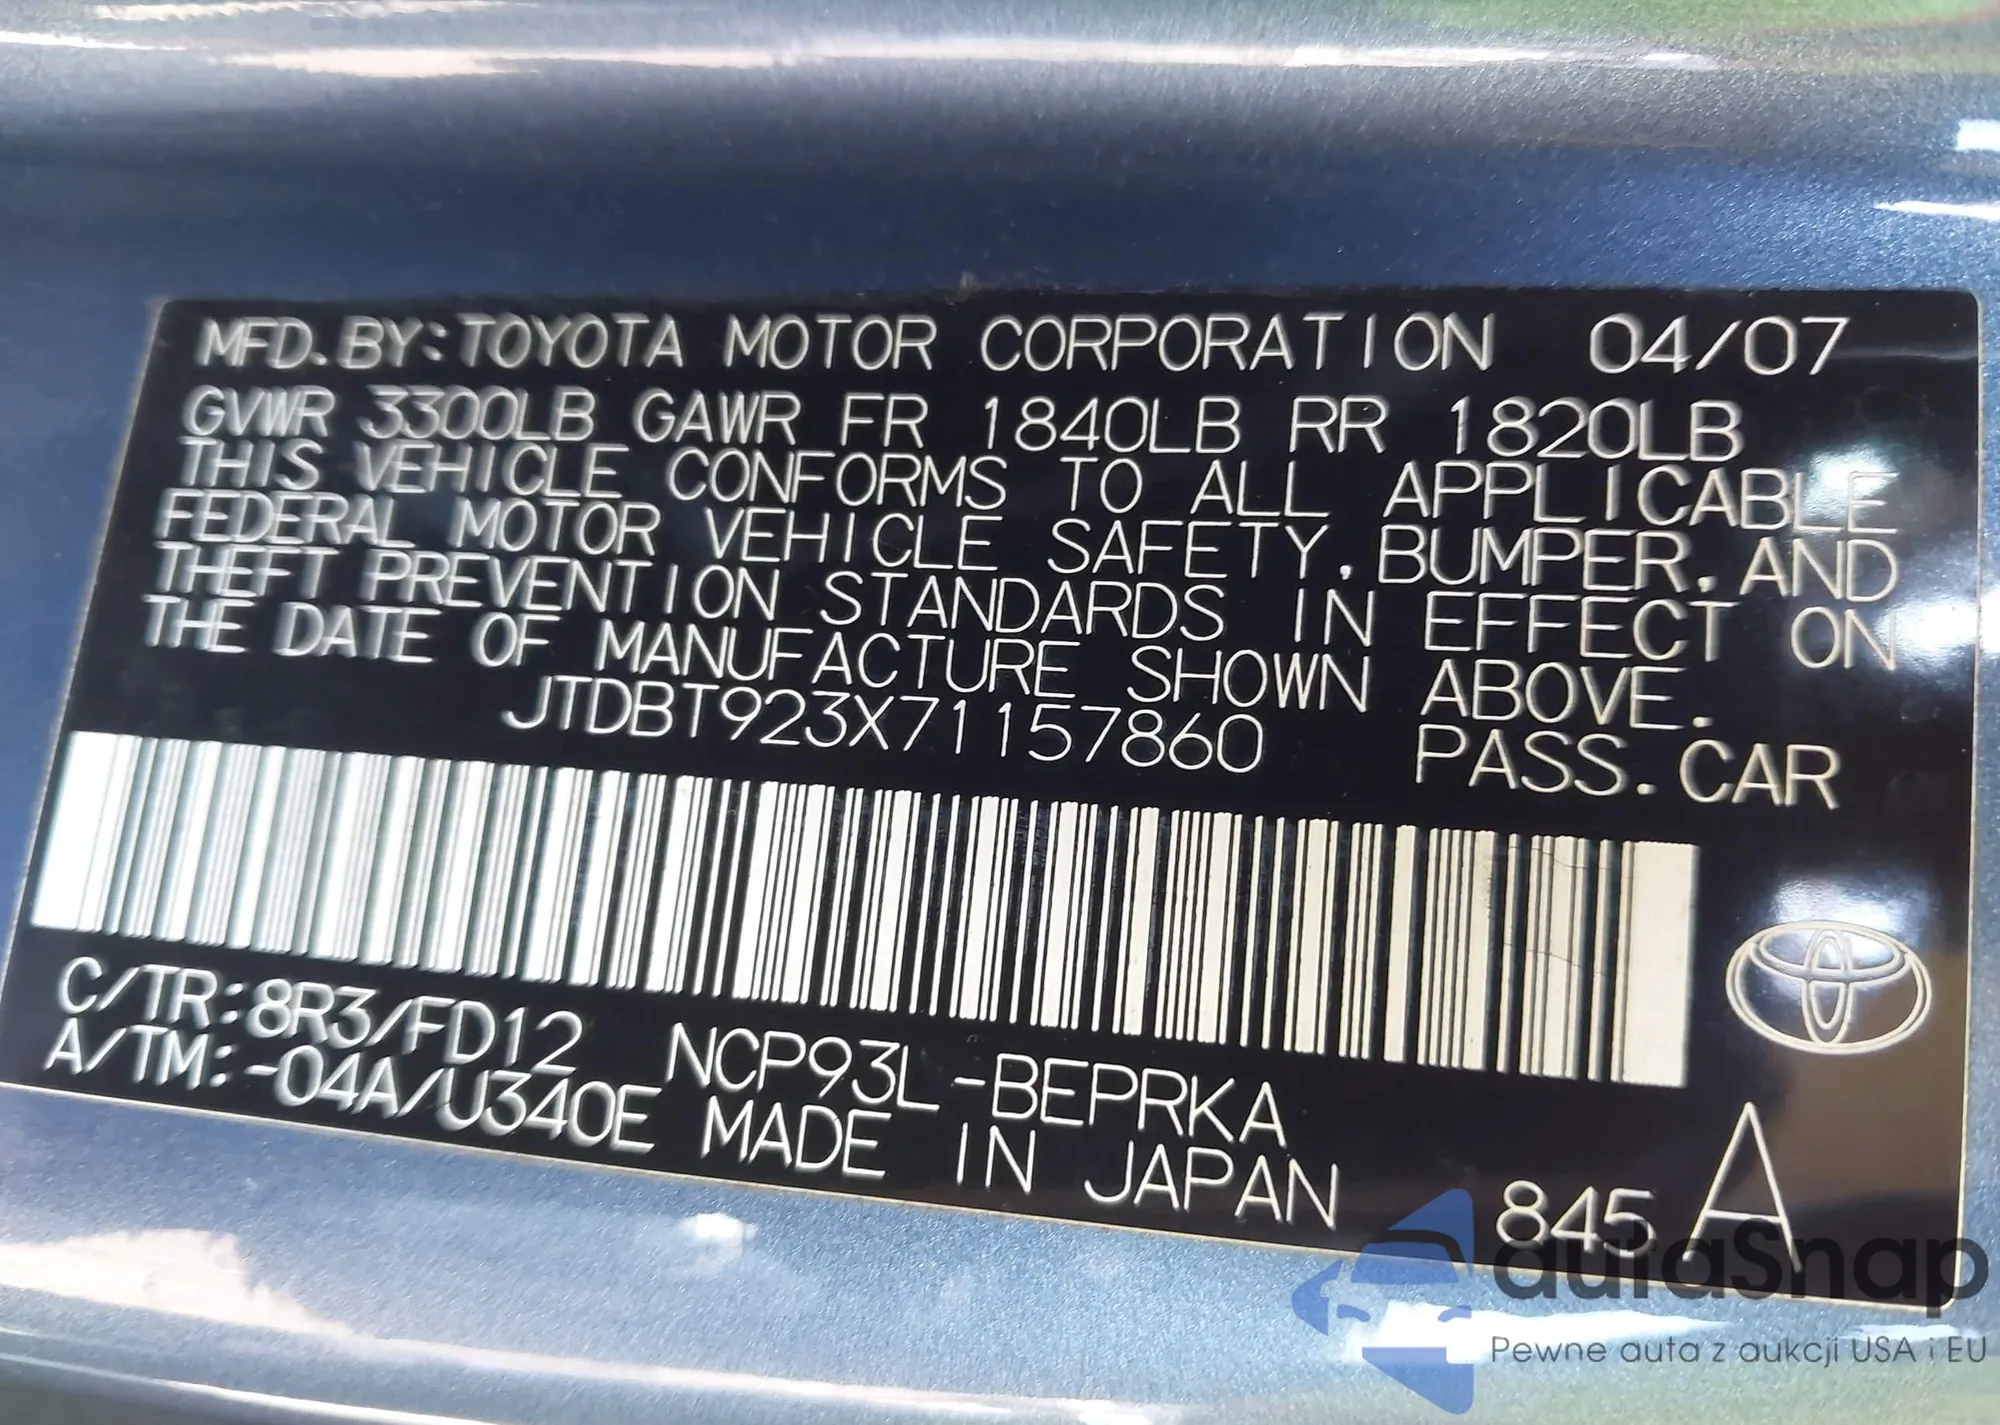 MFD. BY: TOYOTA MOTOR CORPORATION 04/07
GVWR 3300LB GAWR FR 1840LB RR 1820LB
THIS VEHICLE CONFORMS TO ALL APPLICABLE
FEDERAL MOTOR VEHICLE SAFETY, BUMPER, AND
THEFT PREVENTION STANDARDS IN EFFECT ON
THE DATE OF MANUFACTURE SHOWN ABOVE.
JTDBT923X71157860 PASS. CAR
C/TR: 8R3/FD12 NCP93L-BEPRKA
A/TM: -04A/U340E MADE IN JAPAN 845 A
autaSnap
Pewne auta z aukcji USA i EU